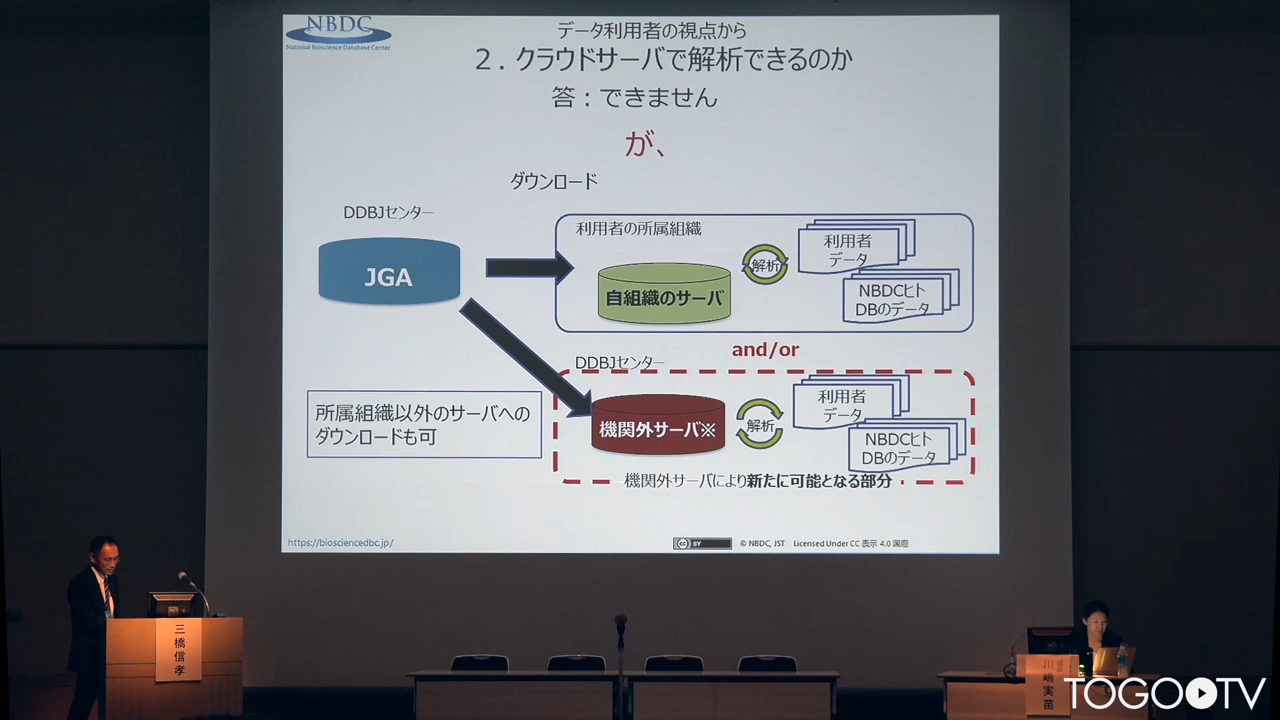 NBDC
National Bioscience Database Center
データ利用者の視点から
２．クラウドサーバで解析できるのか
答：できません
が、
ダウンロード
DDBJセンター
JGA
利用者の所属組織
自組織のサーバ
解析
利用者
データ
NBDCヒト
DBのデータ
and/or
DDBJセンター
所属組織以外のサーバへの
ダウンロードも可
機関外サーバ※
解析
利用者
データ
NBDCヒト
DBのデータ
機関外サーバにより新たに可能となる部分
https://biosciencedbc.jp/
CC BY
© NBDC, JST Licensed Under CC 表示 4.0 国際
三橋信孝
川嶋実苗
TOGO TV